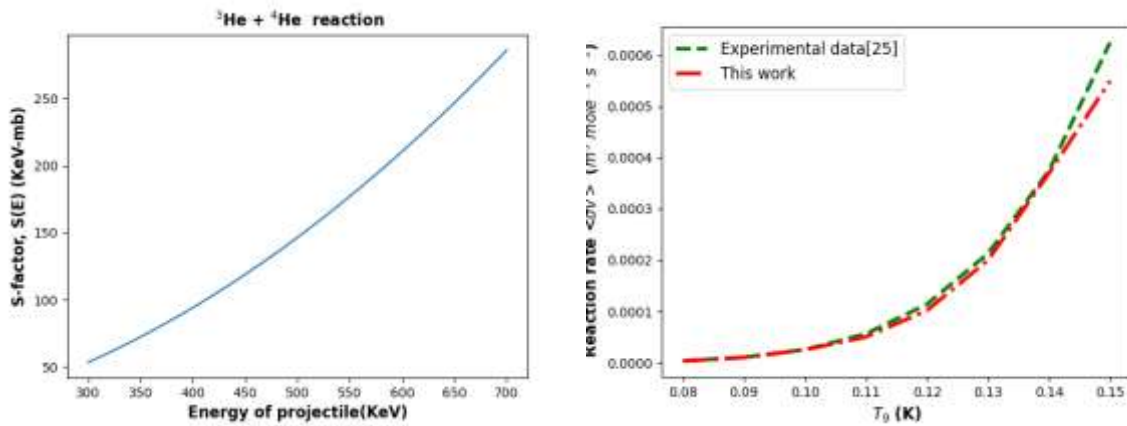 ³He + ⁴He reaction
S-factor, S(E) (KeV-mb)
250
200
150
100
50
300 350 400 450 500 550 600 650 700
Energy of projectile(KeV)
Experimental data[25]
This work
Reaction rate <σv>
0.0006
0.0005
0.0004
0.0003
0.0002
0.0001
0.0000
0.08 0.09 0.10 0.11 0.12 0.13 0.14 0.15
T₉ (K)